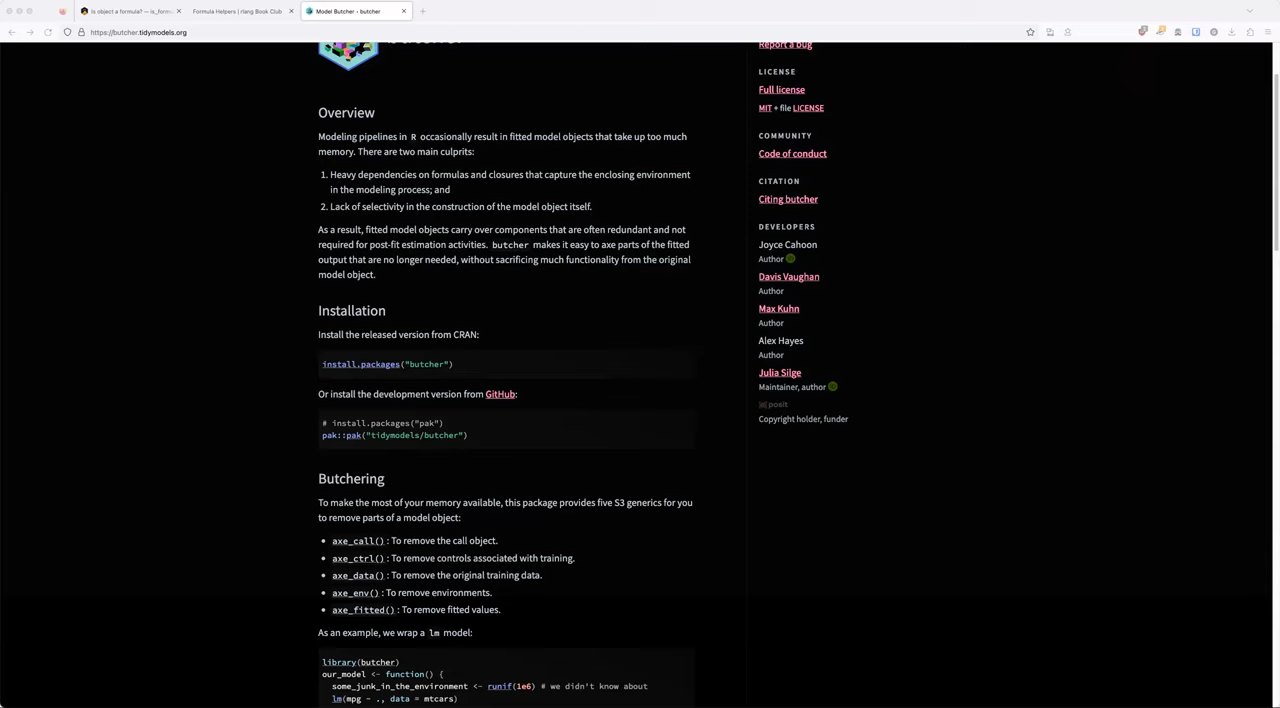 Is object a formula? — is_form
Formula Helpers | rlang Book Club
Model Butcher • butcher
https://butcher.tidymodels.org
Overview
Modeling pipelines in R occasionally result in fitted model objects that take up too much
memory. There are two main culprits:
1. Heavy dependencies on formulas and closures that capture the enclosing environment
in the modeling process; and
2. Lack of selectivity in the construction of the model object itself.
As a result, fitted model objects carry over components that are often redundant and not
required for post-fit estimation activities. butcher makes it easy to axe parts of the fitted
output that are no longer needed, without sacrificing much functionality from the original
model object.
Installation
Install the released version from CRAN:
install.packages("butcher")
Or install the development version from GitHub:
# install.packages("pak")
pak::pak("tidymodels/butcher")
Butchering
To make the most of your memory available, this package provides five S3 generics for you
to remove parts of a model object:
• axe_call() : To remove the call object.
• axe_ctrl() : To remove controls associated with training.
• axe_data() : To remove the original training data.
• axe_env() : To remove environments.
• axe_fitted() : To remove fitted values.
As an example, we wrap a lm model:
library(butcher)
our_model <- function() {
some_junk_in_the_environment <- runif(1e6) # we didn't know about
lm(mpg ~ ., data = mtcars)
Report a bug
LICENSE
Full license
MIT + file LICENSE
COMMUNITY
Code of conduct
CITATION
Citing butcher
DEVELOPERS
Joyce Cahoon
Author
Davis Vaughan
Author
Max Kuhn
Author
Alex Hayes
Author
Julia Silge
Maintainer, author
posit
Copyright holder, funder